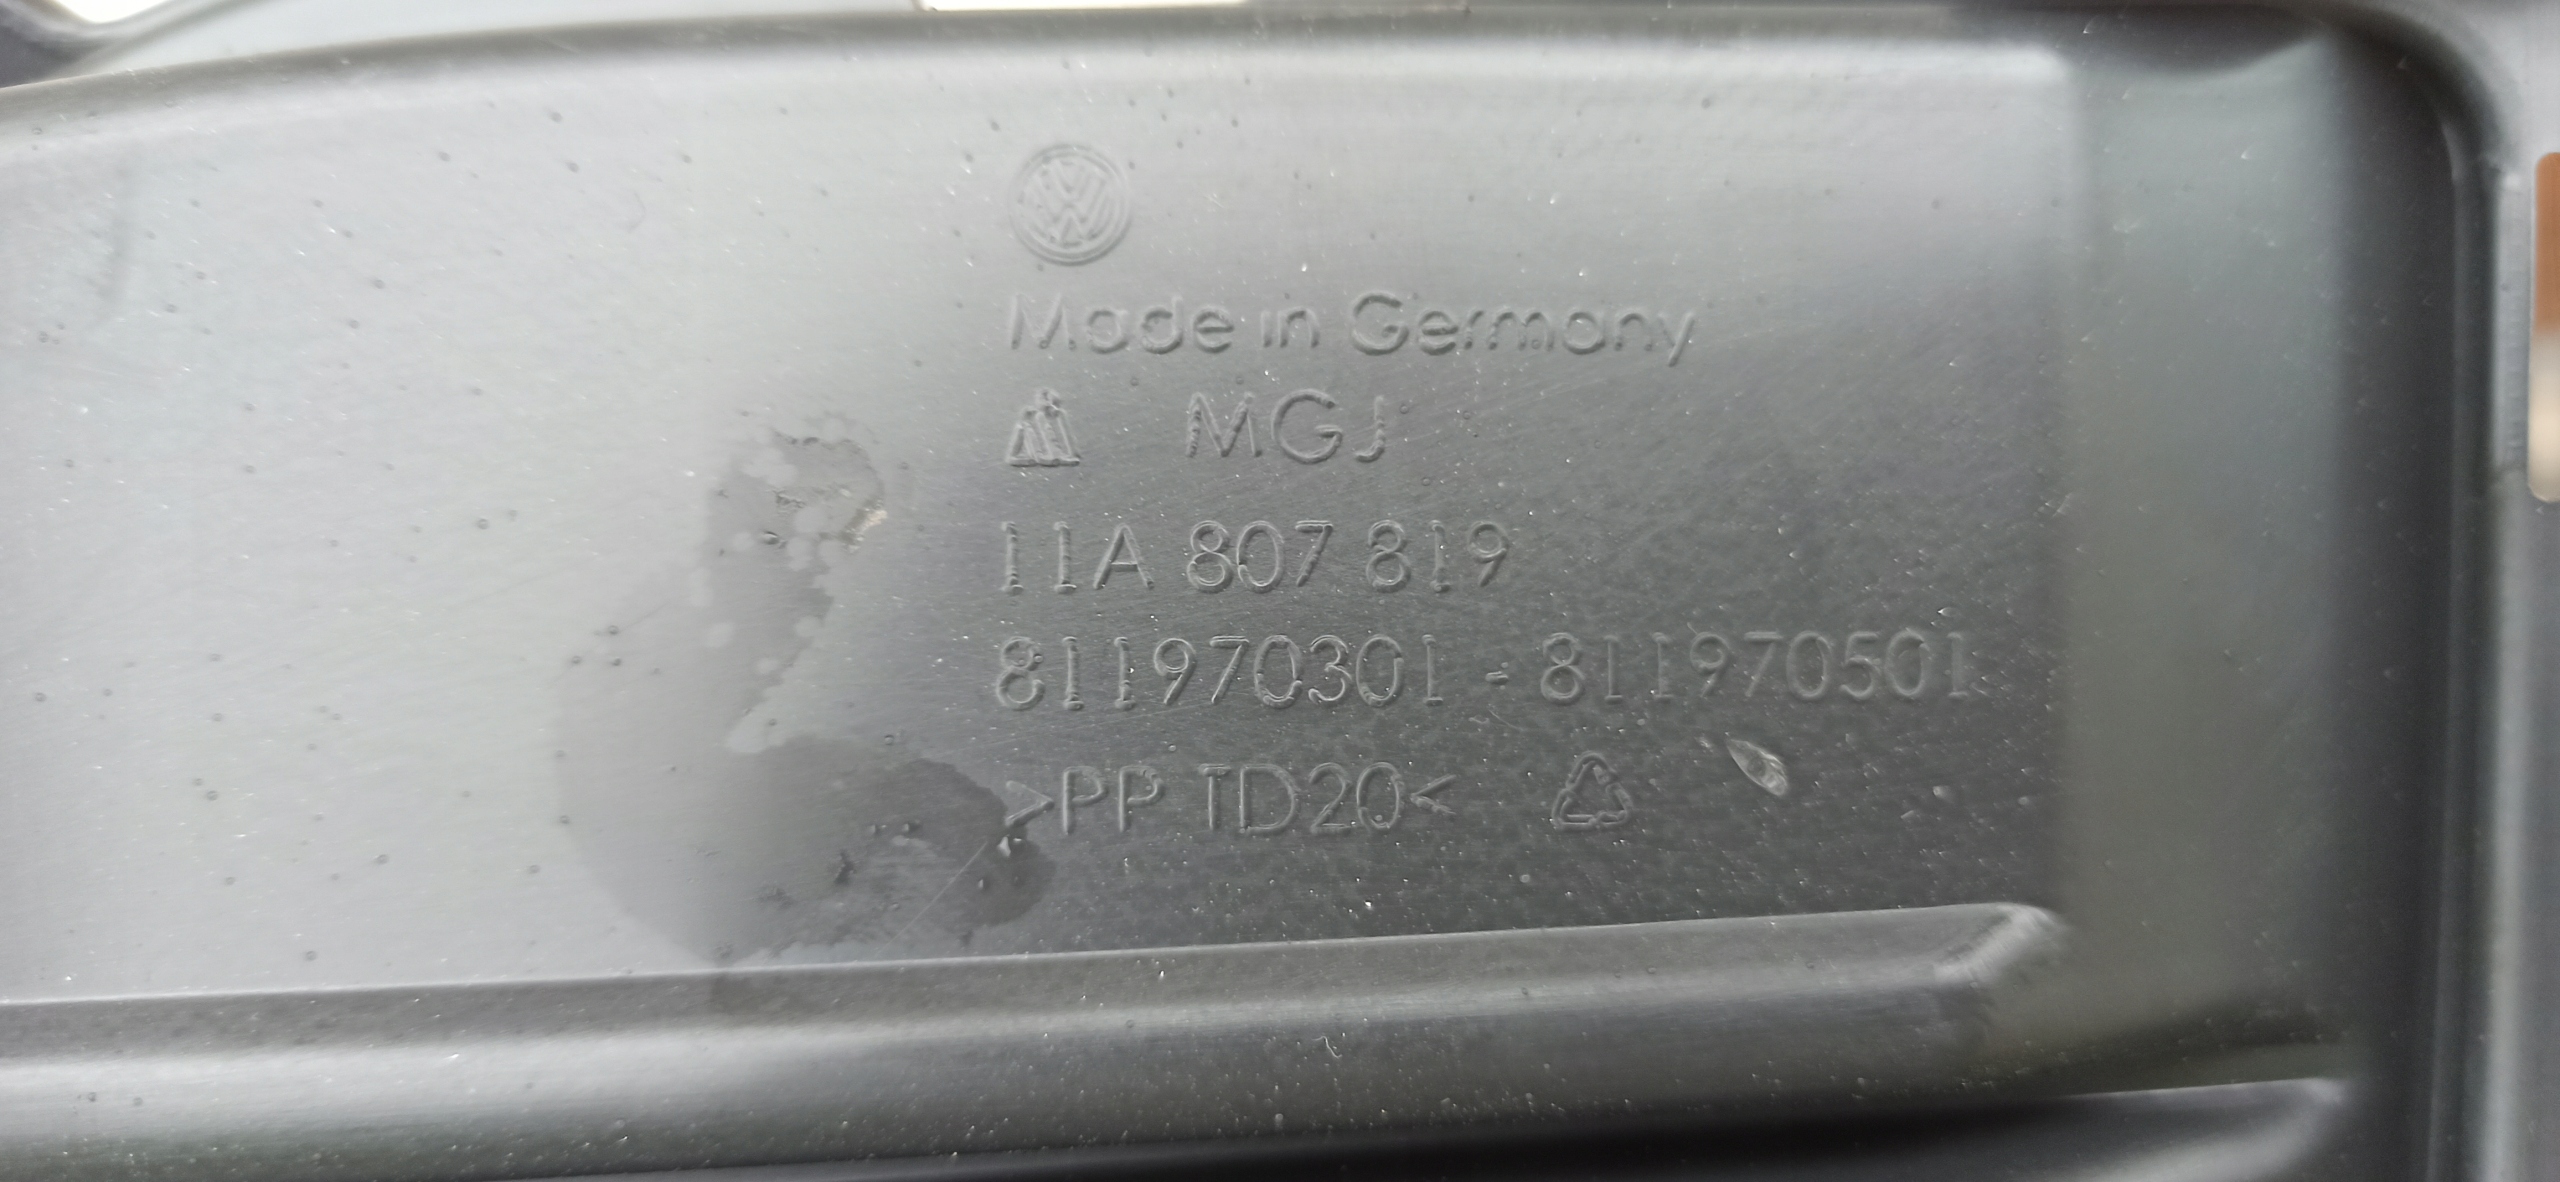 Made in Germany
MGJ
11A 807 819
811970301 - 811970501
>PP TD20<